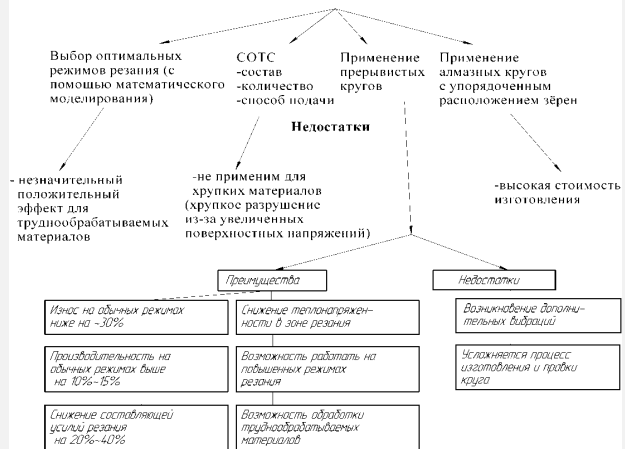 Выбор оптимальных
режимов резания (с
помощью математического
моделирования)
СОТС
-состав
-количество
-способ подачи
Применение
прерывистых
кругов
Применение
алмазных кругов
с упорядоченным
расположением зёрен
Недостатки
- незначительный
положительный
эффект для
труднообрабатываемых
материалов
-не применим для
хрупких материалов
(хрупкое разрушение
из-за увеличенных
поверхностных напряжений)
-высокая стоимость
изготовления
Преимущества
Недостатки
Износ на обычных режимах
ниже на ~30%
Снижение теплонапряжен-
ности в зоне резания
Возникновение дополни-
тельных вибраций
Производительность на
обычных режимах выше
на 10%~15%
Возможность работать на
повышенных режимах
резания
Усложняется процесс
изготовления и правки
круга
Снижение составляющей
усилий резания
на 20%~40%
Возможность обработки
труднообрабатываемых
материалов